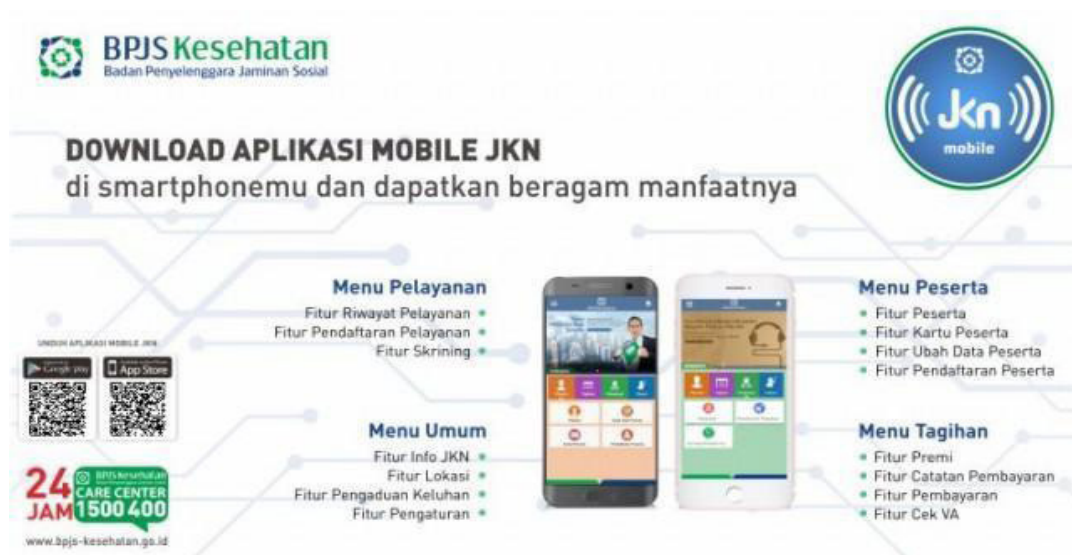 BPJS Kesehatan
Badan Penyelenggara Jaminan Sosial
Jkn
mobile
DOWNLOAD APLIKASI MOBILE JKN
di smartphonemu dan dapatkan beragam manfaatnya
Menu Pelayanan
Fitur Riwayat Pelayanan
Fitur Pendaftaran Pelayanan
Fitur Skrining
Menu Umum
Fitur Info JKN
Fitur Lokasi
Fitur Pengaduan Keluhan
Fitur Pengaturan
Menu Peserta
Fitur Peserta
Fitur Kartu Peserta
Fitur Ubah Data Peserta
Fitur Pendaftaran Peserta
Menu Tagihan
Fitur Premi
Fitur Catatan Pembayaran
Fitur Pembayaran
Fitur Cek VA
UNDUH APLIKASI MOBILE JKN
Google play
App Store
24 JAM
BPJS Kesehatan
CARE CENTER
1500 400
www.bpjs-kesehatan.go.id